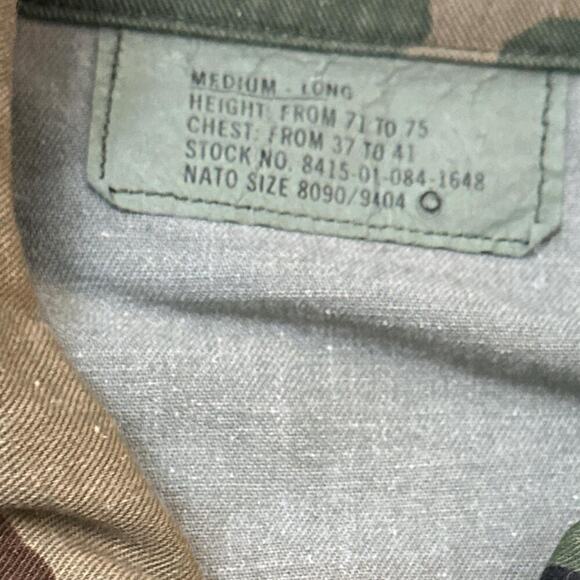 MEDIUM - LONG
HEIGHT: FROM 71 TO 75
CHEST: FROM 37 TO 41
STOCK NO. 8415-01-084-1648
NATO SIZE 8090/9404